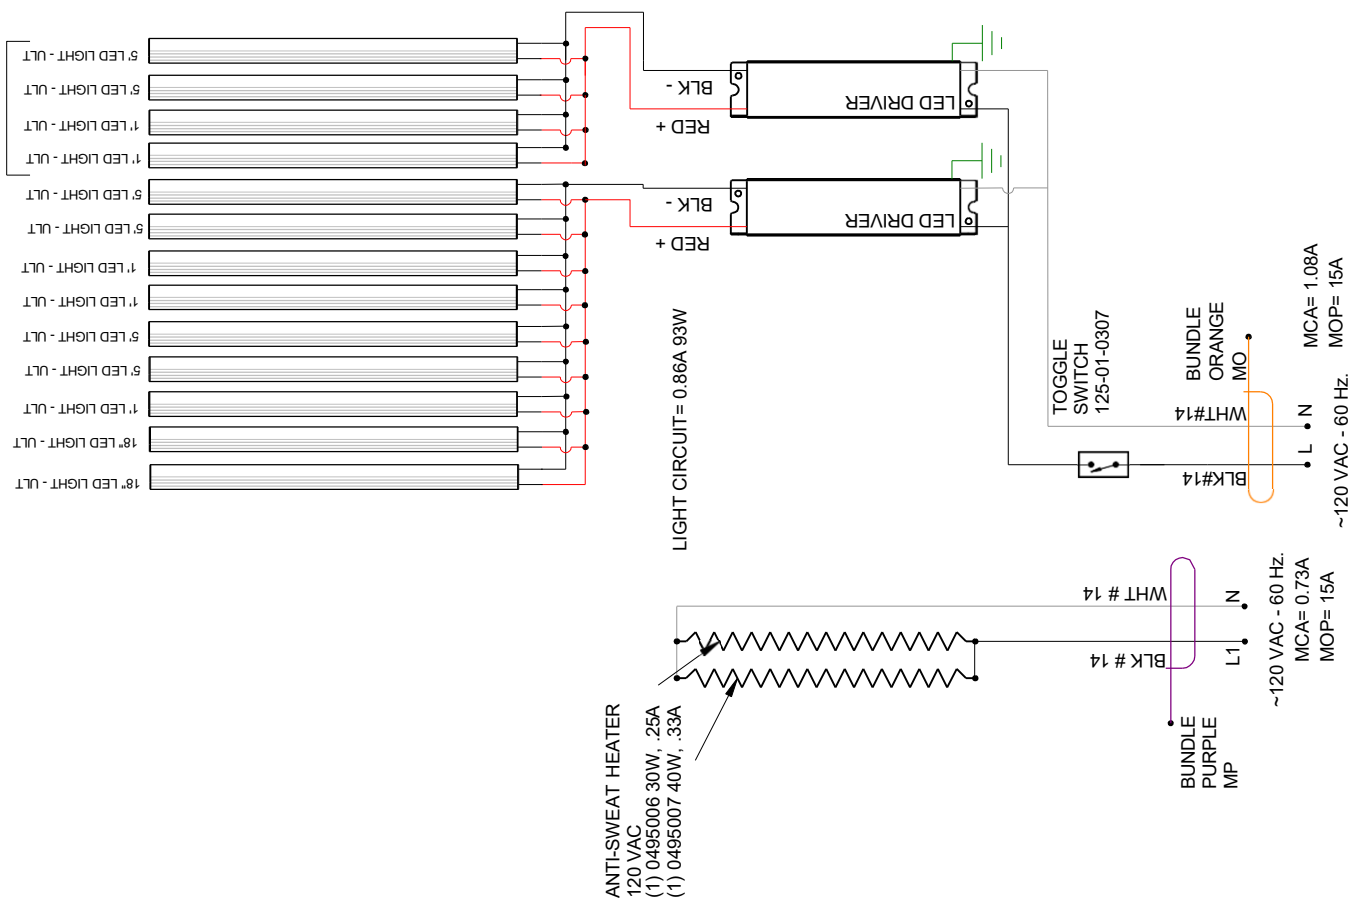 5' LED LIGHT - ULT
5' LED LIGHT - ULT
1' LED LIGHT - ULT
1' LED LIGHT - ULT
5' LED LIGHT - ULT
5' LED LIGHT - ULT
1' LED LIGHT - ULT
1' LED LIGHT - ULT
5' LED LIGHT - ULT
5' LED LIGHT - ULT
1' LED LIGHT - ULT
18" LED LIGHT - ULT
18" LED LIGHT - ULT
BLK -
RED +
LED DRIVER
BLK -
RED +
LED DRIVER
LIGHT CIRCUIT= 0.86A 93W
TOGGLE
SWITCH
125-01-0307
BUNDLE
ORANGE
MO
WHT#14
BLK#14
N
L
MCA= 1.08A
MOP= 15A
~120 VAC - 60 Hz.
ANTI-SWEAT HEATER
120 VAC
(1) 0495006 30W, .25A
(1) 0495007 40W, .33A
WHT # 14
BLK # 14
N
L1
~120 VAC - 60 Hz.
MCA= 0.73A
MOP= 15A
BUNDLE
PURPLE
MP